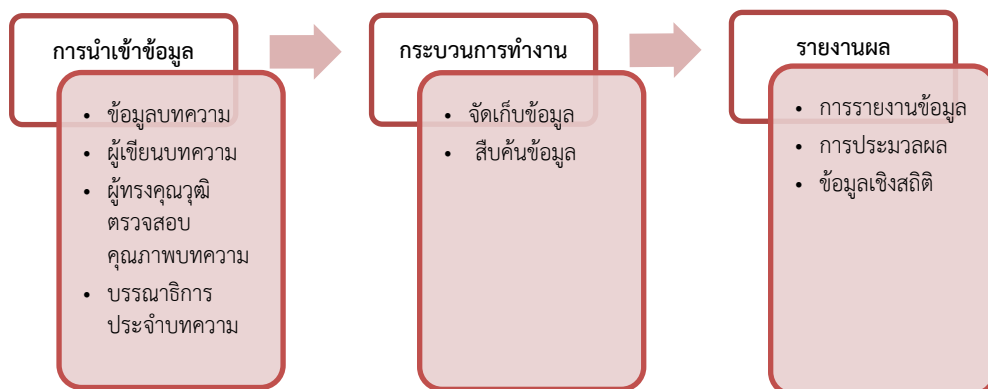 การนำเข้าข้อมูล
• ข้อมูลบทความ
• ผู้เขียนบทความ
• ผู้ทรงคุณวุฒิ
ตรวจสอบ
คุณภาพบทความ
• บรรณาธิการ
ประจำบทความ
กระบวนการทำงาน
• จัดเก็บข้อมูล
• สืบค้นข้อมูล
รายงานผล
• การรายงานข้อมูล
• การประมวลผล
• ข้อมูลเชิงสถิติ